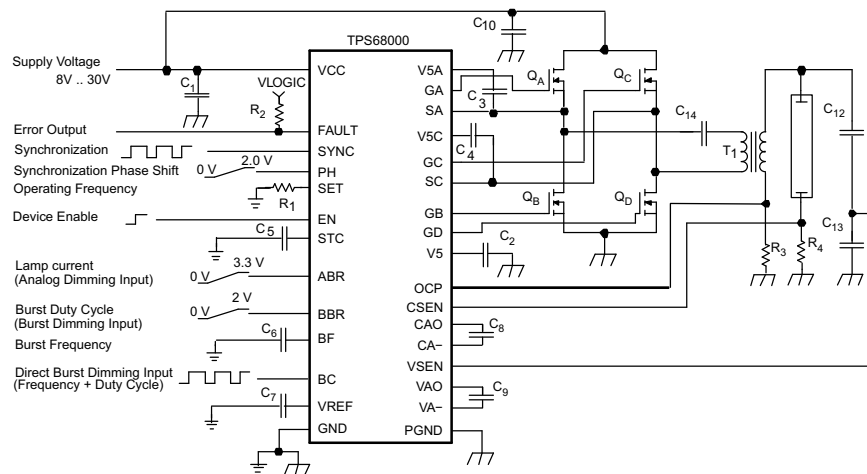 TPS68000
Supply Voltage
8V .. 30V
C1
VLOGIC
R2
Error Output
Synchronization
Synchronization Phase Shift
0 V
2.0 V
Operating Frequency
R1
Device Enable
C5
Lamp current
(Analog Dimming Input)
0 V
3.3 V
Burst Duty Cycle
(Burst Dimming Input)
0 V
2 V
Burst Frequency
C6
Direct Burst Dimming Input
(Frequency + Duty Cycle)
C7
VCC
FAULT
SYNC
PH
SET
EN
STC
ABR
BBR
BF
BC
VREF
GND
V5A
GA
SA
V5C
GC
SC
GB
GD
V5
OCP
CSEN
CAO
CA−
VSEN
VAO
VA−
PGND
C10
QA
QC
C3
C4
QB
QD
C2
C8
C9
C14
T1
C12
C13
R3
R4